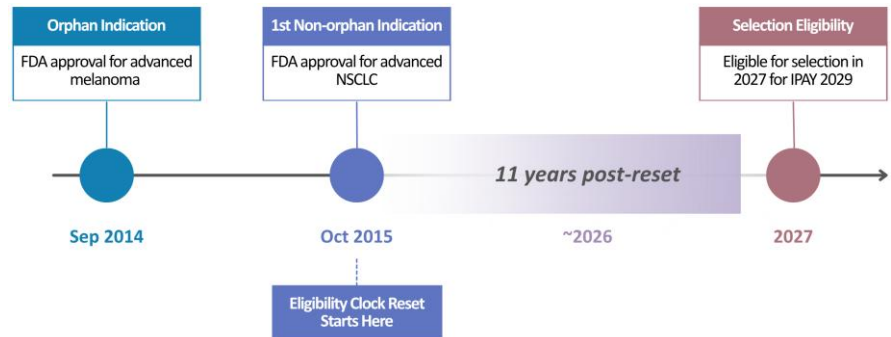 Orphan Indication
FDA approval for advanced
melanoma
1st Non-orphan Indication
FDA approval for advanced
NSCLC
Selection Eligibility
Eligible for selection in
2027 for IPAY 2029
11 years post-reset
Sep 2014
Oct 2015
~2026
2027
Eligibility Clock Reset
Starts Here